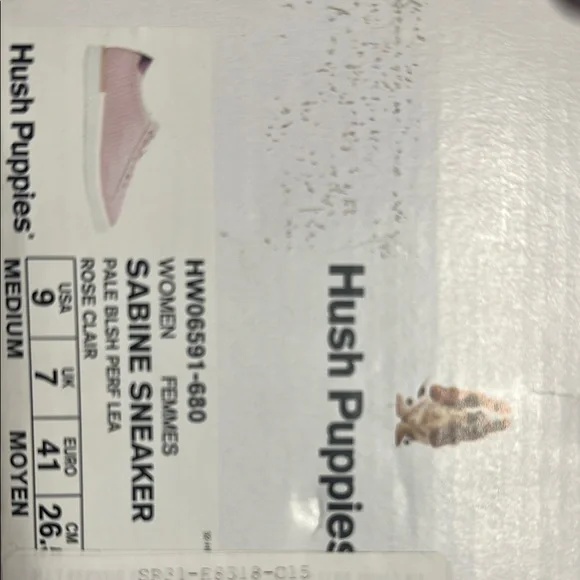 Hush Puppies
HW06591-680
WOMEN FEMMES
SABINE SNEAKER
PALE BLSH PERF LEA
ROSE CLAIR
USA UK EURO CM
9 7 41 26.
MEDIUM MOYEN
Hush Puppies®